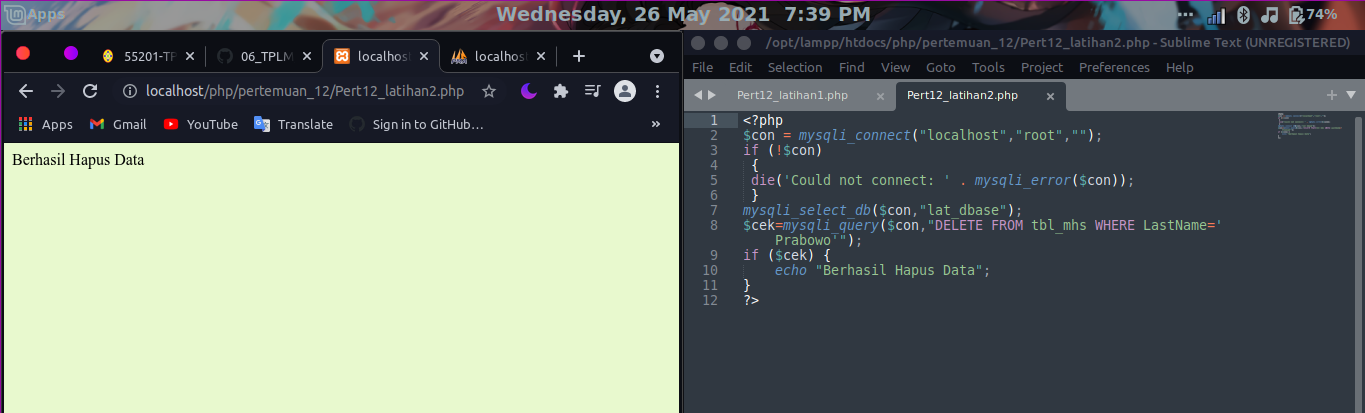 Apps
Wednesday, 26 May 2021 7:39 PM
74%
55201-TP
06_TPLM
localhos
localhos
localhost/php/pertemuan_12/Pert12_latihan2.php
Apps
Gmail
YouTube
Translate
Sign in to GitHub…
»
Berhasil Hapus Data
/opt/lampp/htdocs/php/pertemuan_12/Pert12_latihan2.php - Sublime Text (UNREGISTERED)
File Edit Selection Find View Goto Tools Project Preferences Help
Pert12_latihan1.php
Pert12_latihan2.php
1 <?php
2 $con = mysqli_connect("localhost","root","");
3 if (!$con)
4 {
5 die('Could not connect: ' . mysqli_error($con));
6 }
7 mysqli_select_db($con,"lat_dbase");
8 $cek=mysqli_query($con,"DELETE FROM tbl_mhs WHERE LastName='
Prabowo'");
9 if ($cek) {
10 echo "Berhasil Hapus Data";
11 }
12 ?>